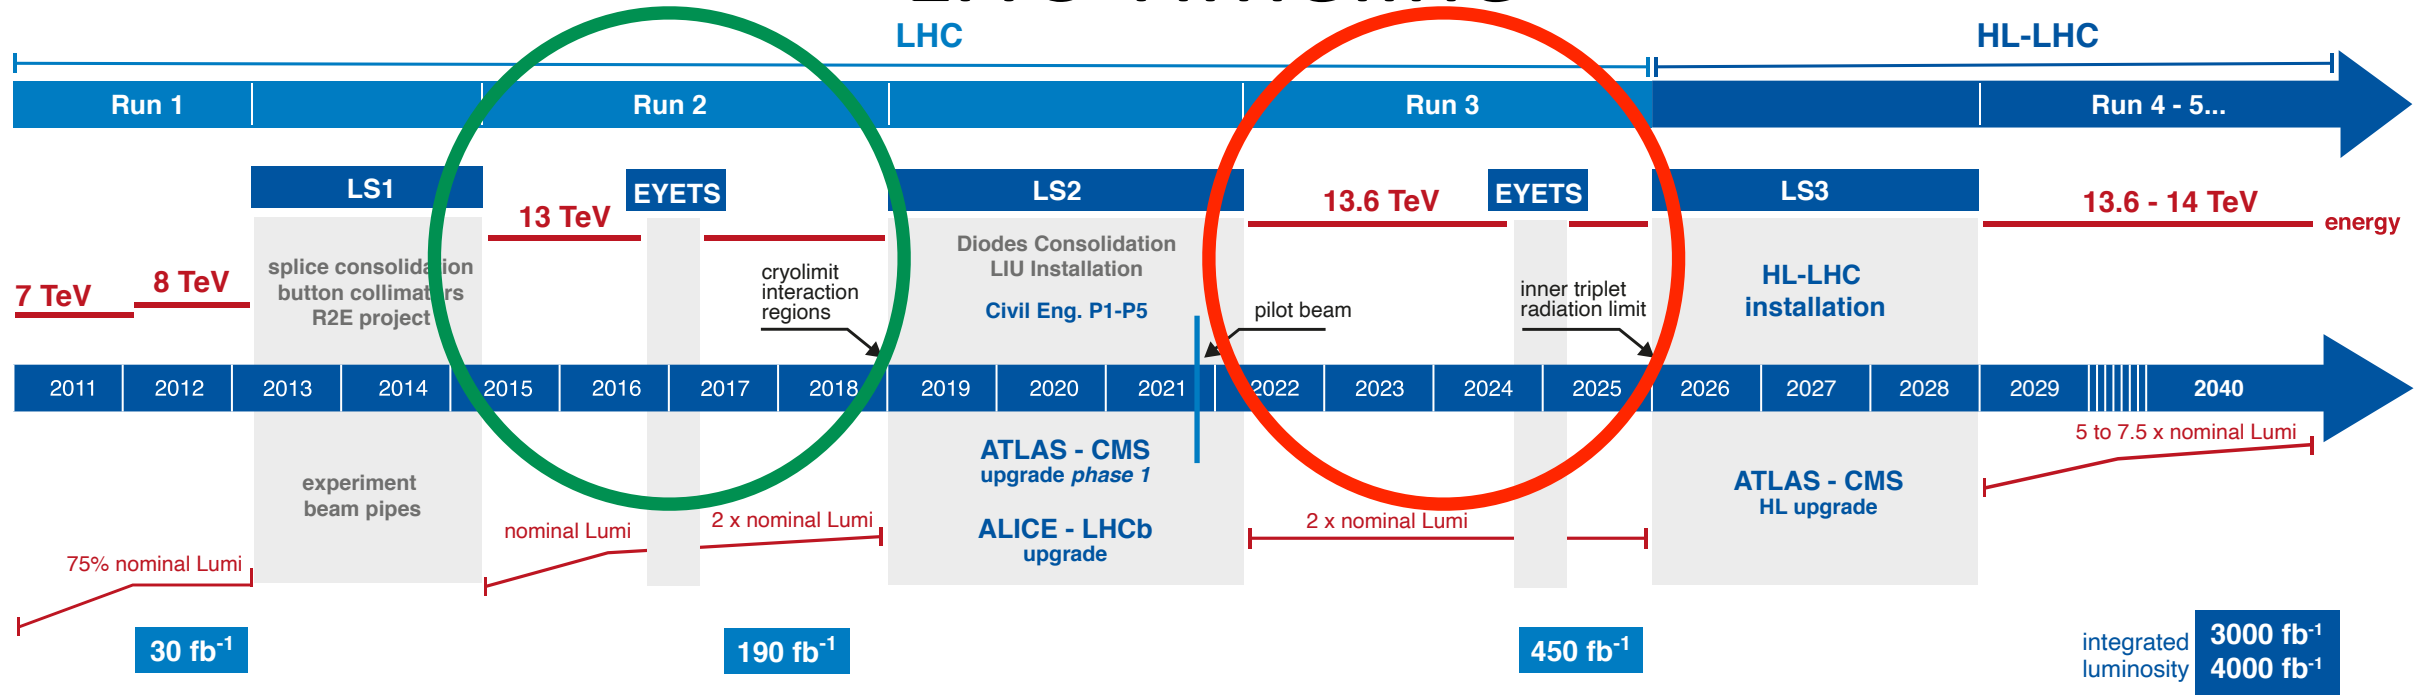 LHC
HL-LHC
Run 1
Run 2
Run 3
Run 4 - 5...
LS1
EYETS
LS2
EYETS
LS3
13 TeV
13.6 TeV
13.6 - 14 TeV
energy
7 TeV
8 TeV
splice consolidation
button collimators
R2E project
cryolimit
interaction
regions
Diodes Consolidation
LIU Installation
Civil Eng. P1-P5
pilot beam
inner triplet
radiation limit
HL-LHC
installation
2011
2012
2013
2014
2015
2016
2017
2018
2019
2020
2021
2022
2023
2024
2025
2026
2027
2028
2029
2040
experiment
beam pipes
ATLAS - CMS
upgrade phase 1
ALICE - LHCb
upgrade
ATLAS - CMS
HL upgrade
5 to 7.5 x nominal Lumi
75% nominal Lumi
nominal Lumi
2 x nominal Lumi
2 x nominal Lumi
30 fb⁻¹
190 fb⁻¹
450 fb⁻¹
integrated
luminosity
3000 fb⁻¹
4000 fb⁻¹